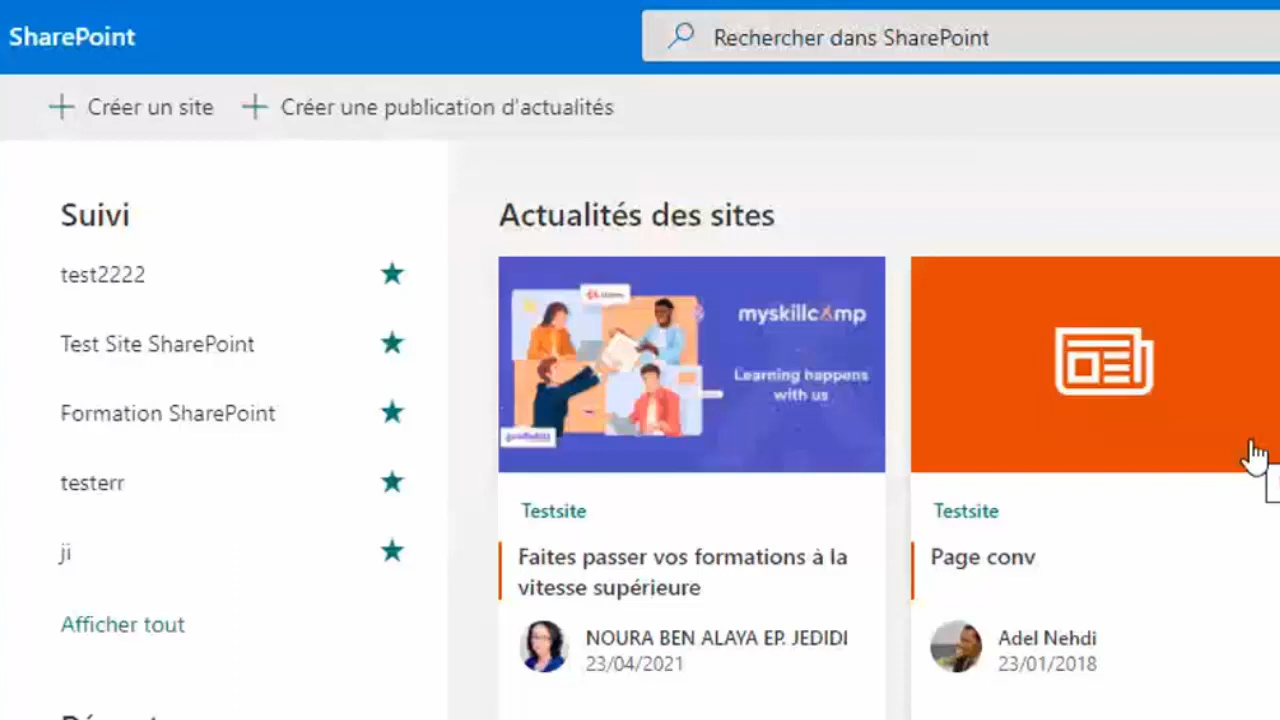 SharePoint
Rechercher dans SharePoint
Créer un site
Créer une publication d'actualités
Suivi
test2222
Test Site SharePoint
Formation SharePoint
testerr
ji
Afficher tout
Actualités des sites
myskillcamp
Learning happens
with us
Testsite
Faites passer vos formations à la
vitesse supérieure
NOURA BEN ALAYA EP. JEDIDI
23/04/2021
Testsite
Page conv
Adel Nehdi
23/01/2018